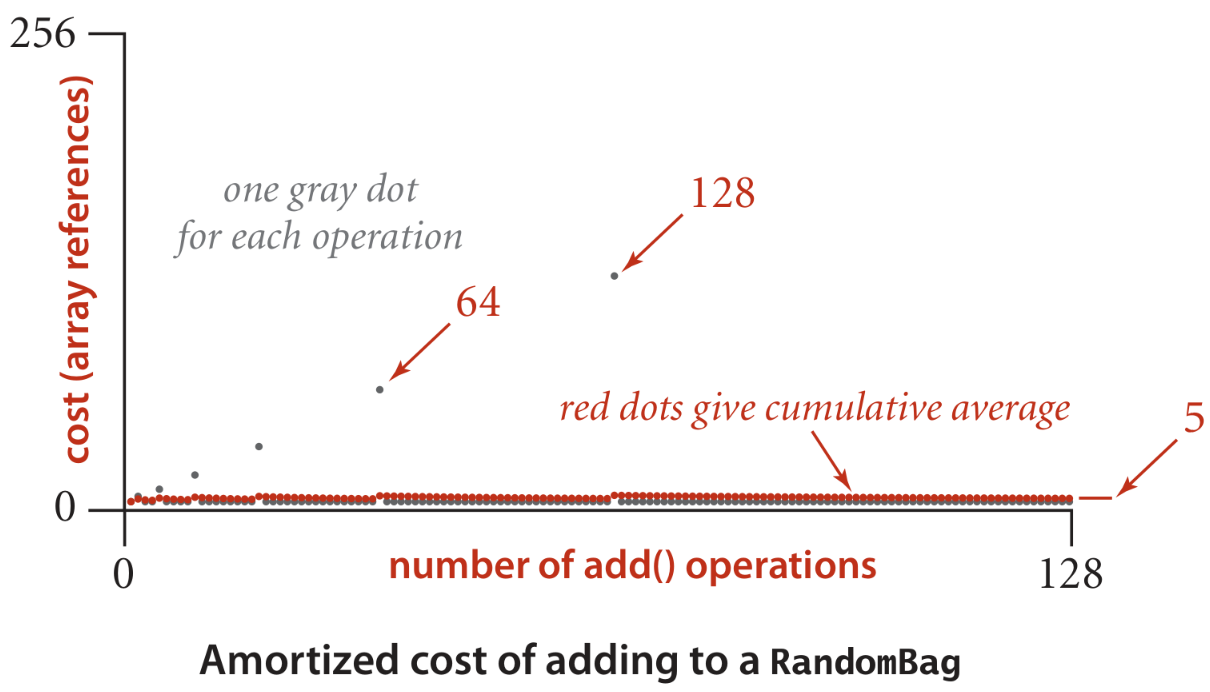 256
cost (array references)
one gray dot
for each operation
128
64
red dots give cumulative average
5
0
0
number of add() operations
128
Amortized cost of adding to a RandomBag